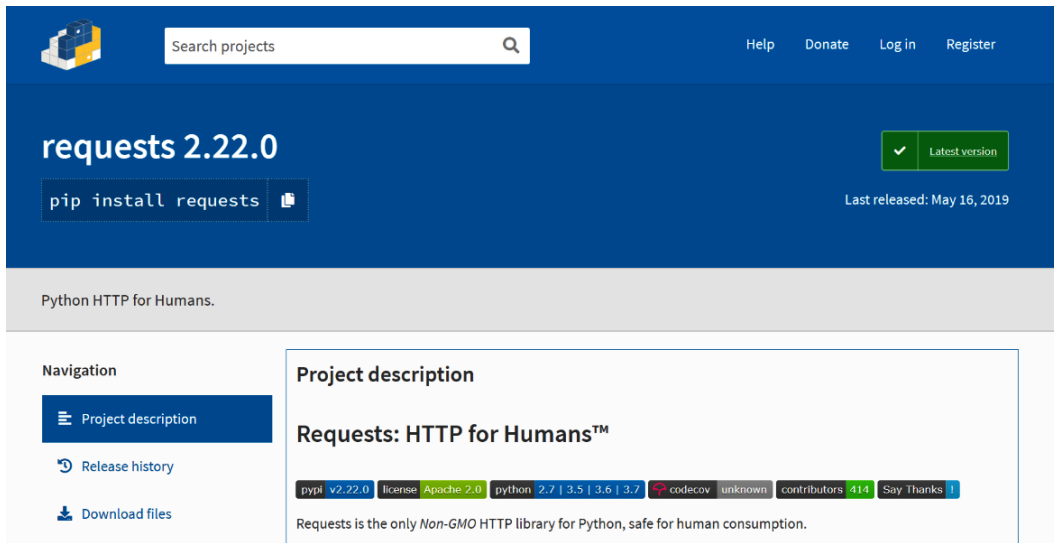 Search projects
Help Donate Log in Register
requests 2.22.0
Latest version
pip install requests
Last released: May 16, 2019
Python HTTP for Humans.
Navigation
Project description
Release history
Download files
Project description
Requests: HTTP for Humans™
pypi v2.22.0 license Apache 2.0 python 2.7 | 3.5 | 3.6 | 3.7 codecov unknown contributors 414 Say Thanks !
Requests is the only Non-GMO HTTP library for Python, safe for human consumption.